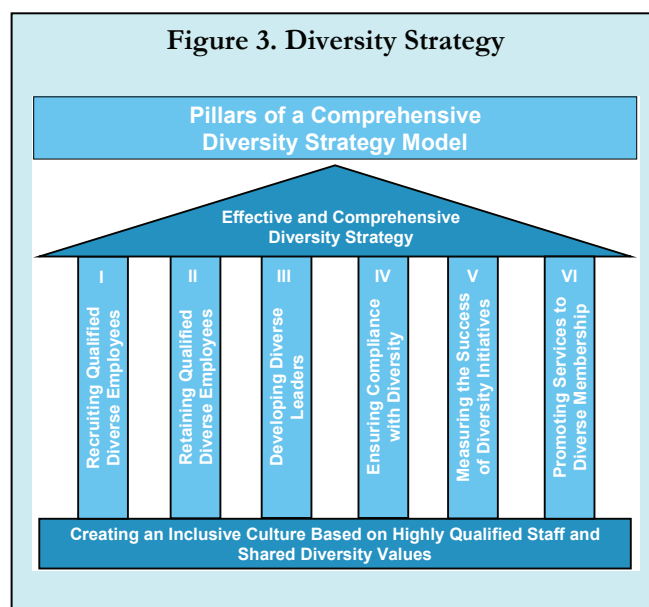 Figure 3. Diversity Strategy
Pillars of a Comprehensive
Diversity Strategy Model
Effective and Comprehensive
Diversity Strategy
I
Recruiting Qualified
Diverse Employees
II
Retaining Qualified
Diverse Employees
III
Developing Diverse
Leaders
IV
Ensuring Compliance
with Diversity
V
Measuring the Success
of Diversity Initiatives
VI
Promoting Services to
Diverse Membership
Creating an Inclusive Culture Based on Highly Qualified Staff and
Shared Diversity Values